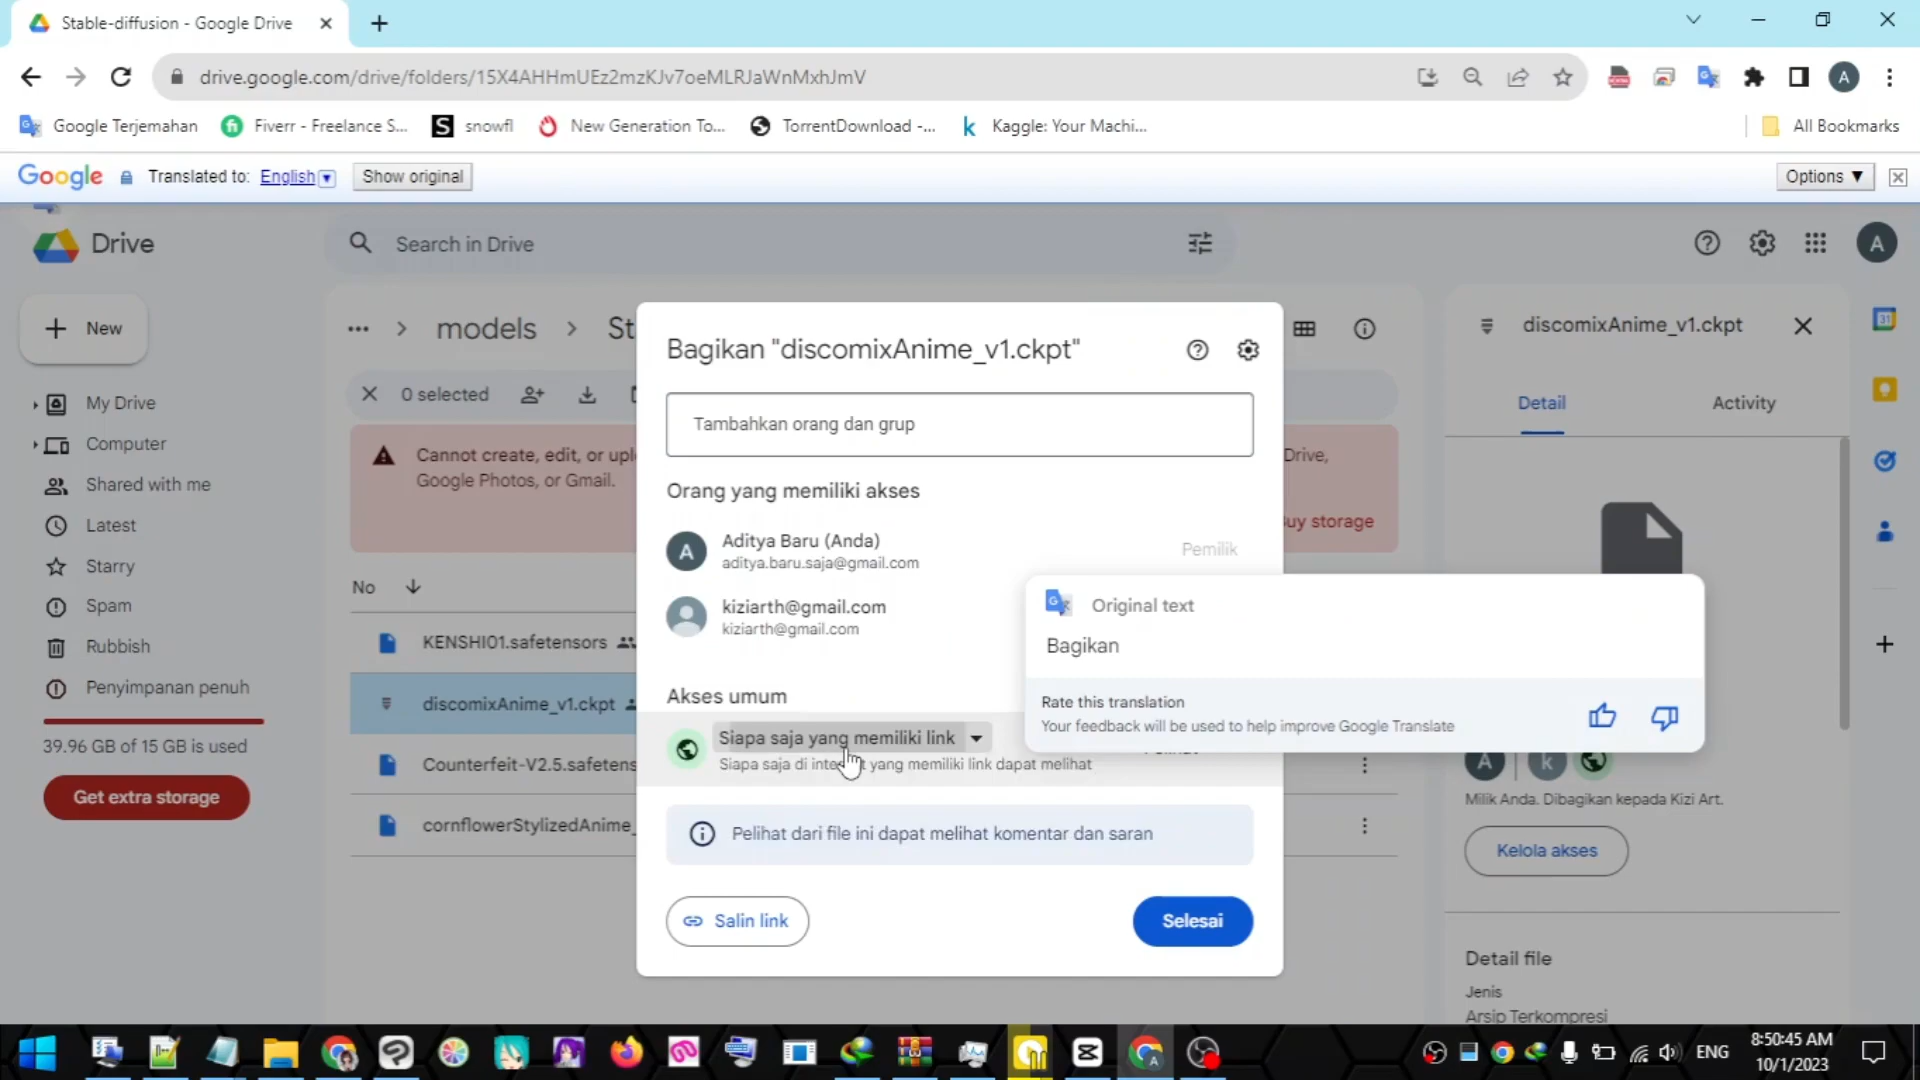 Stable-diffusion - Google Drive
drive.google.com/drive/folders/15X4AHHmUEz2mzKJv7oeMLRJaWnMxhJmV
A
Google Terjemahan
Fiverr - Freelance S...
snowfl
New Generation To...
TorrentDownload -...
Kaggle: Your Machi...
All Bookmarks
Google
Translated to: English
Show original
Options ▼
Drive
Search in Drive
A
New
My Drive
Computer
Shared with me
Latest
Starry
Spam
Rubbish
Penyimpanan penuh
39.96 GB of 15 GB is used
Get extra storage
models
St
0 selected
Cannot create, edit, or upl
Google Photos, or Gmail.
Drive,
uy storage
No
KENSHI01.safetensors
discomixAnime_v1.ckpt
Counterfeit-V2.5.safetens
cornflowerStylizedAnime_
Bagikan "discomixAnime_v1.ckpt"
Tambahkan orang dan grup
Orang yang memiliki akses
A
Aditya Baru (Anda)
aditya.baru.saja@gmail.com
Pemilik
kiziarth@gmail.com
kiziarth@gmail.com
Akses umum
Siapa saja yang memiliki link
Siapa saja di inte t yang memiliki link dapat melihat
Pelihat dari file ini dapat melihat komentar dan saran
Salin link
Selesai
Original text
Bagikan
Rate this translation
Your feedback will be used to help improve Google Translate
discomixAnime_v1.ckpt
Detail
Activity
A
k
Milik Anda. Dibagikan kepada Kizi Art.
Kelola akses
Detail file
Jenis
Arsip Terkompresi
31
ENG
8:50:45 AM
10/1/2023